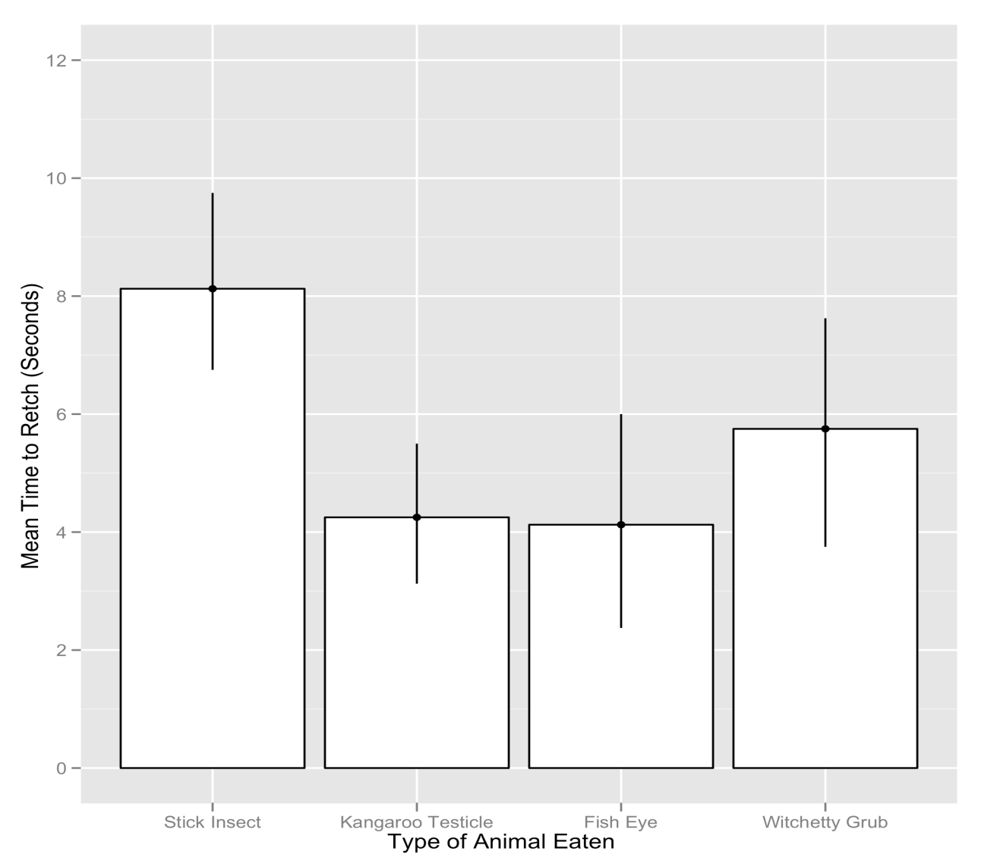 12
10
8
6
4
2
0
Mean Time to Retch (Seconds)
Stick Insect
Kangaroo Testicle
Fish Eye
Witchetty Grub
Type of Animal Eaten